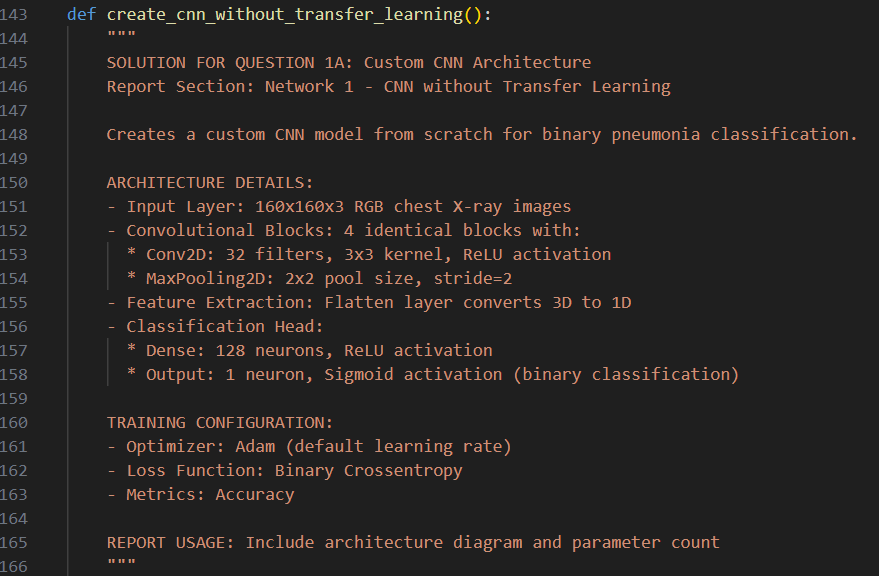 143 def create_cnn_without_transfer_learning():
144 """
145 SOLUTION FOR QUESTION 1A: Custom CNN Architecture
146 Report Section: Network 1 - CNN without Transfer Learning
147
148 Creates a custom CNN model from scratch for binary pneumonia classification.
149
150 ARCHITECTURE DETAILS:
151 - Input Layer: 160x160x3 RGB chest X-ray images
152 - Convolutional Blocks: 4 identical blocks with:
153 * Conv2D: 32 filters, 3x3 kernel, ReLU activation
154 * MaxPooling2D: 2x2 pool size, stride=2
155 - Feature Extraction: Flatten layer converts 3D to 1D
156 - Classification Head:
157 * Dense: 128 neurons, ReLU activation
158 * Output: 1 neuron, Sigmoid activation (binary classification)
159
160 TRAINING CONFIGURATION:
161 - Optimizer: Adam (default learning rate)
162 - Loss Function: Binary Crossentropy
163 - Metrics: Accuracy
164
165 REPORT USAGE: Include architecture diagram and parameter count
166 """